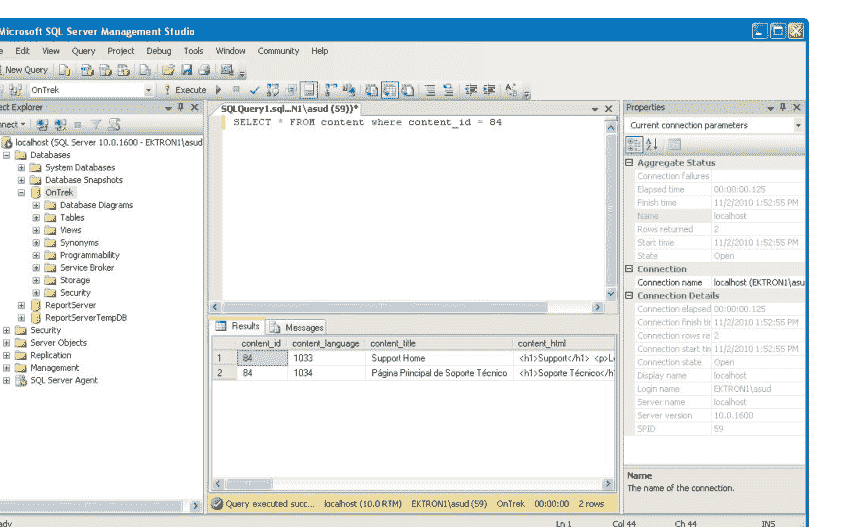 Microsoft SQL Server Management Studio
Edit View Query Project Debug Tools Window Community Help
New Query
OnTrek Execute
ect Explorer
nnect
localhost (SQL Server 10.0.1600 - EKTRON1\asud
Databases
System Databases
Database Snapshots
OnTrek
Database Diagrams
Tables
Views
Synonyms
Programmability
Service Broker
Storage
Security
ReportServer
ReportServerTempDB
Security
Server Objects
Replication
Management
SQL Server Agent
SQLQuery1.sql...N1\asud (59))*
SELECT * FROM content where content_id = 84
Results Messages
content_id content_language content_title content_html
1 84 1033 Support Home <h1>Support</h1> <p>L
2 84 1034 Página Principal de Soporte Técnico <h1>Soporte Técnico</h
Query executed succ... localhost (10.0 RTM) EKTRON1\asud (59) OnTrek 00:00:00 2 rows
Properties
Current connection parameters
Aggregate Status
Connection failures
Elapsed time 00:00:00.125
Finish time 11/2/2010 1:52:55 PM
Name localhost
Rows returned 2
Start time 11/2/2010 1:52:55 PM
State Open
Connection
Connection name localhost (EKTRON1\asu
Connection Details
Connection elapsed 00:00:00.125
Connection finish tir 11/2/2010 1:52:55 PM
Connection rows re 2
Connection start tin 11/2/2010 1:52:55 PM
Connection state Open
Display name localhost
Login name EKTRON1\asud
Server name localhost
Server version 10.0.1600
SPID 59
Name
The name of the connection.
ady Ln 1 Col 44 Ch 44 INS